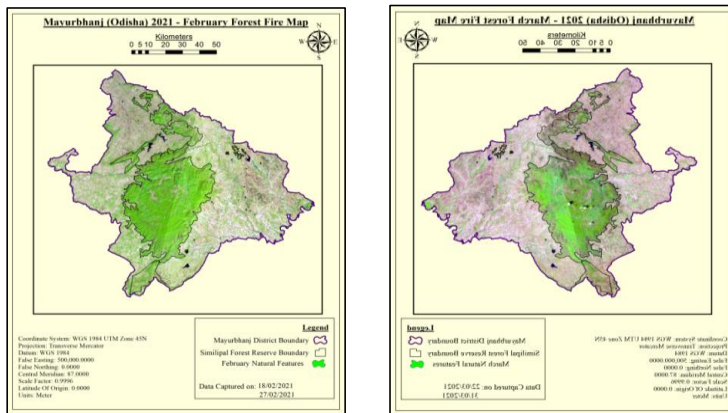 Mayurbhanj (Odisha) 2021 - February Forest Fire Map
Kilometers
0 5 10 20 30 40 50
N
W E
S
Legend
Mayurbhanj District Boundary
Similipal Forest Reserve Boundary
February Natural Features
Coordinate System: WGS 1984 UTM Zone 45N
Projection: Transverse Mercator
Datum: WGS 1984
False Easting: 500,000.0000
False Northing: 0.0000
Central Meridian: 87.0000
Scale Factor: 0.9996
Latitude Of Origin: 0.0000
Units: Meter
Data Captured on: 18/02/2021
27/02/2021
Mayurbhanj (Odisha) 2021 - March Forest Fire Map
Kilometers
0 5 10 20 30 40 50
N
W E
S
Legend
Mayurbhanj District Boundary
Similipal Forest Reserve Boundary
March Natural Features
Coordinate System: WGS 1984 UTM Zone 45N
Projection: Transverse Mercator
Datum: WGS 1984
False Easting: 500,000.0000
False Northing: 0.0000
Central Meridian: 87.0000
Scale Factor: 0.9996
Latitude Of Origin: 0.0000
Units: Meter
Data Captured on: 22/03/2021
31/03/2021